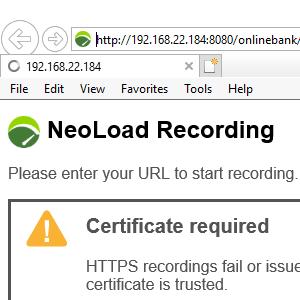 http://192.168.22.184:8080/onlinebank/
192.168.22.184
File Edit View Favorites Tools Help
NeoLoad Recording
Please enter your URL to start recording.
Certificate required
HTTPS recordings fail or issue
certificate is trusted.